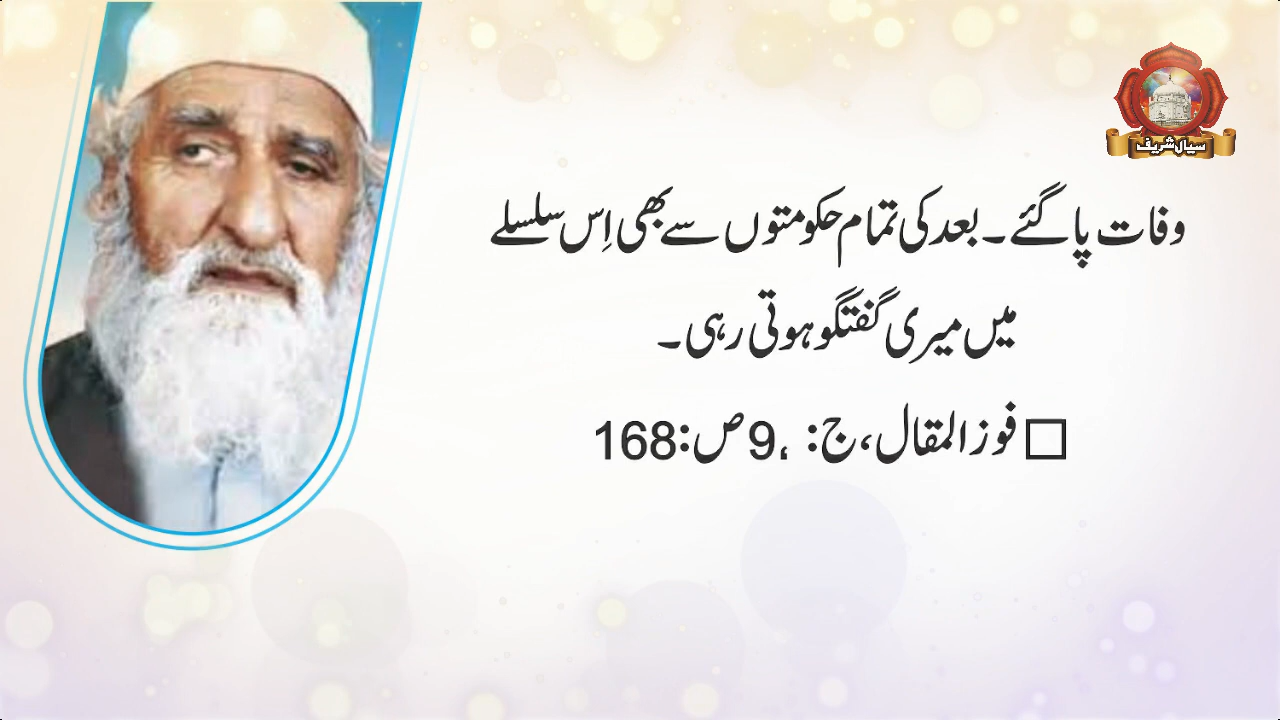 سیال شریف
وفات پا گئے۔ بعد کی تمام حکومتوں سے بھی اِس سلسلے
میں میری گفتگو ہوتی رہی۔
□ فوز المقال، ج: 9، ص:168